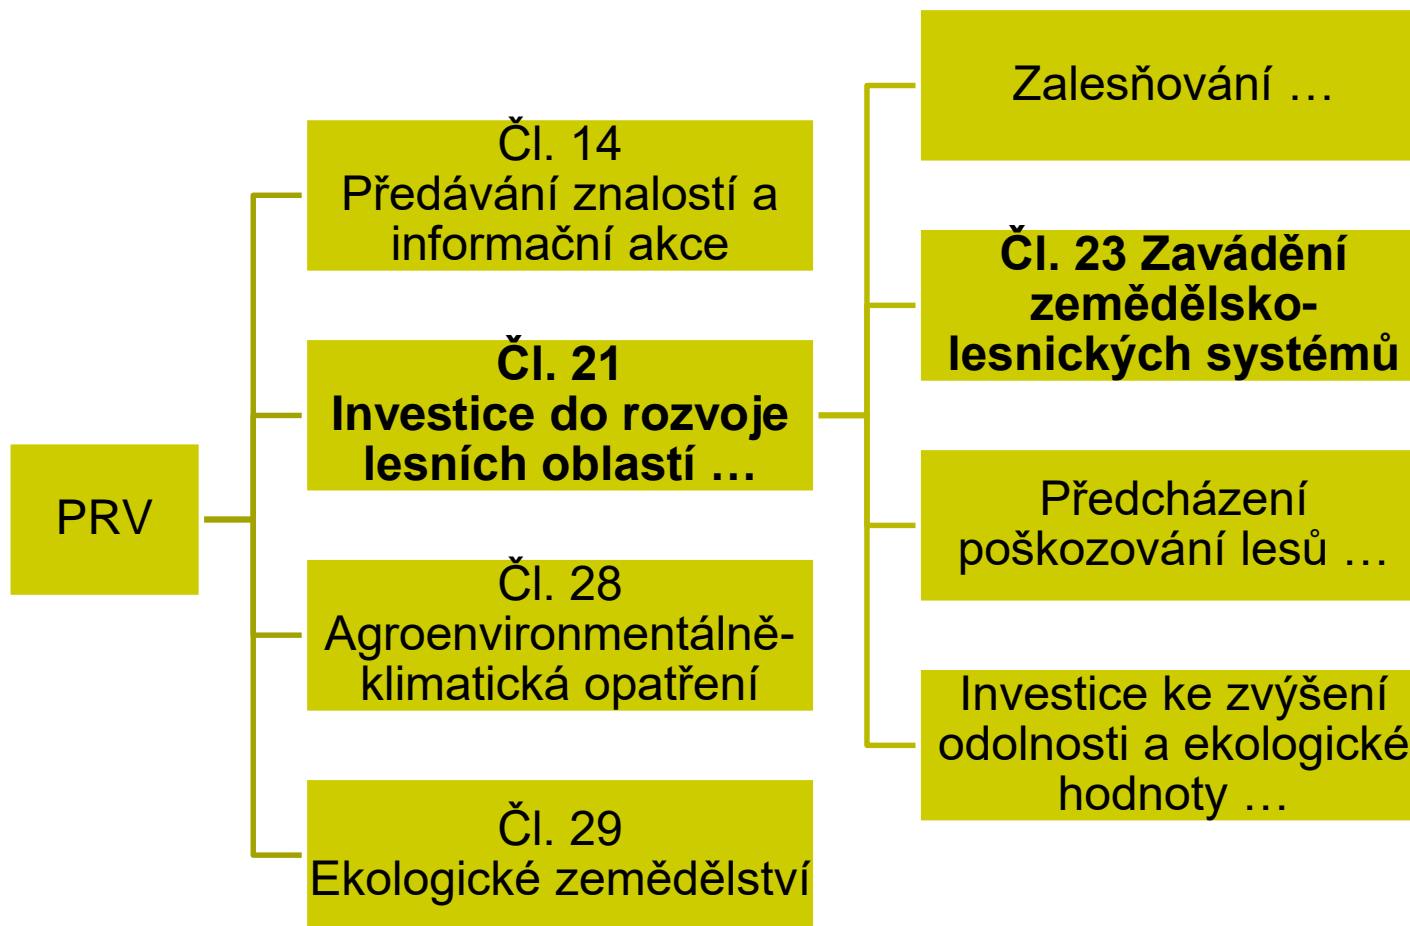 PRV
Čl. 14
Předávání znalostí a
informační akce
Čl. 21
Investice do rozvoje
lesních oblastí …
Čl. 28
Agroenvironmentálně-
klimatická opatření
Čl. 29
Ekologické zemědělství
Zalesňování …
Čl. 23 Zavádění
zemědělsko-
lesnických systémů
Předcházení
poškozování lesů …
Investice ke zvýšení
odolnosti a ekologické
hodnoty …